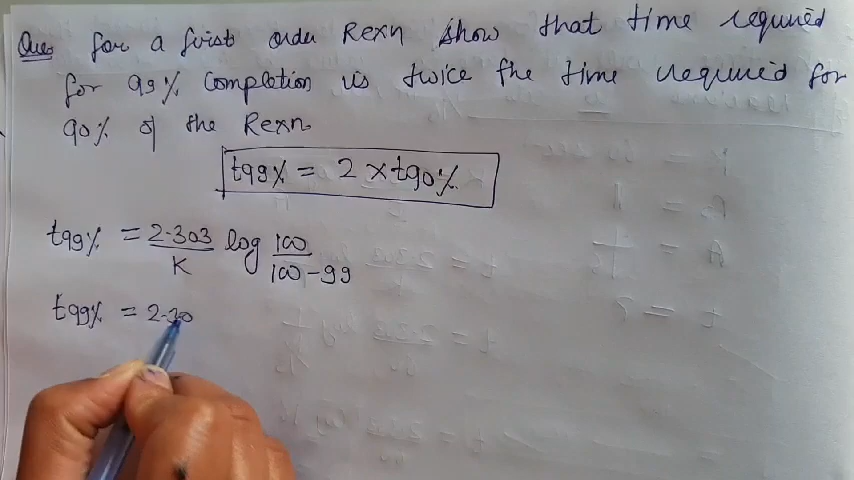 Que for a first order Rexn show that time required
for 99% Completion is twice the time required for
90% of the Rexn.
t99% = 2 x t90%
t99% = 2.303/K log 100/100-99
t99% = 2.30